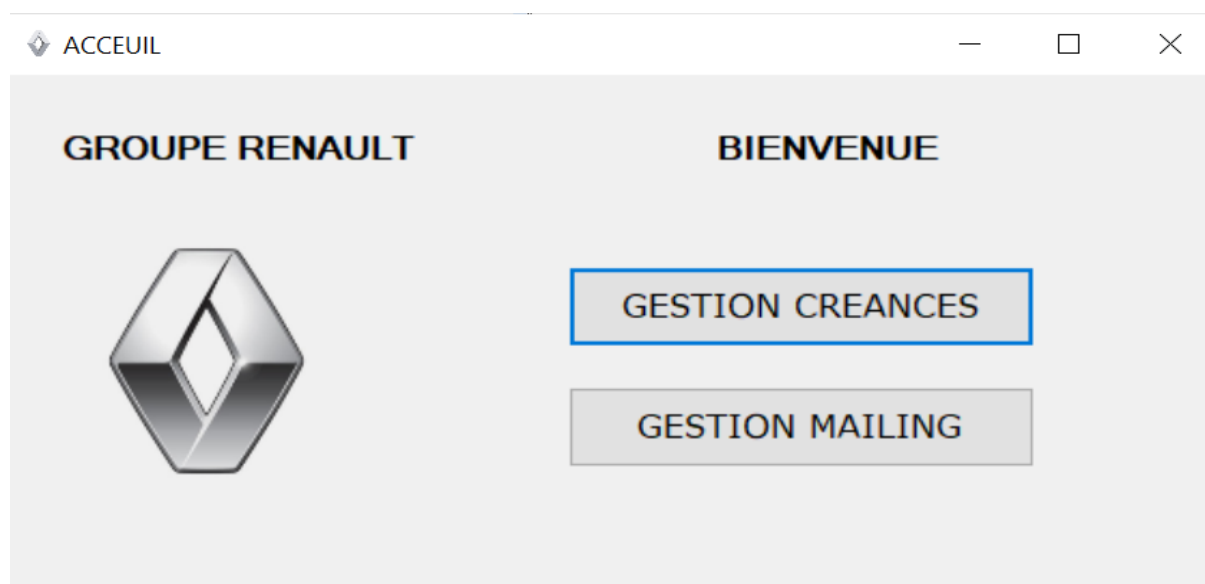 ACCEUIL
GROUPE RENAULT
BIENVENUE
GESTION CREANCES
GESTION MAILING